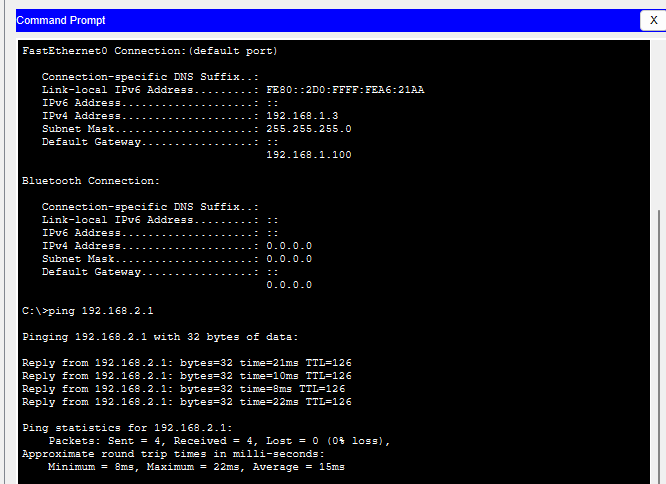 Command Prompt
X
FastEthernet0 Connection:(default port)
Connection-specific DNS Suffix..:
Link-local IPv6 Address.........: FE80::2D0:FFFF:FEA6:21AA
IPv6 Address....................: ::
IPv4 Address....................: 192.168.1.3
Subnet Mask.....................: 255.255.255.0
Default Gateway.................: ::
192.168.1.100
Bluetooth Connection:
Connection-specific DNS Suffix..:
Link-local IPv6 Address.........: ::
IPv6 Address....................: ::
IPv4 Address....................: 0.0.0.0
Subnet Mask.....................: 0.0.0.0
Default Gateway.................: ::
0.0.0.0
C:\>ping 192.168.2.1
Pinging 192.168.2.1 with 32 bytes of data:
Reply from 192.168.2.1: bytes=32 time=21ms TTL=126
Reply from 192.168.2.1: bytes=32 time=10ms TTL=126
Reply from 192.168.2.1: bytes=32 time=8ms TTL=126
Reply from 192.168.2.1: bytes=32 time=22ms TTL=126
Ping statistics for 192.168.2.1:
Packets: Sent = 4, Received = 4, Lost = 0 (0% loss),
Approximate round trip times in milli-seconds:
Minimum = 8ms, Maximum = 22ms, Average = 15ms